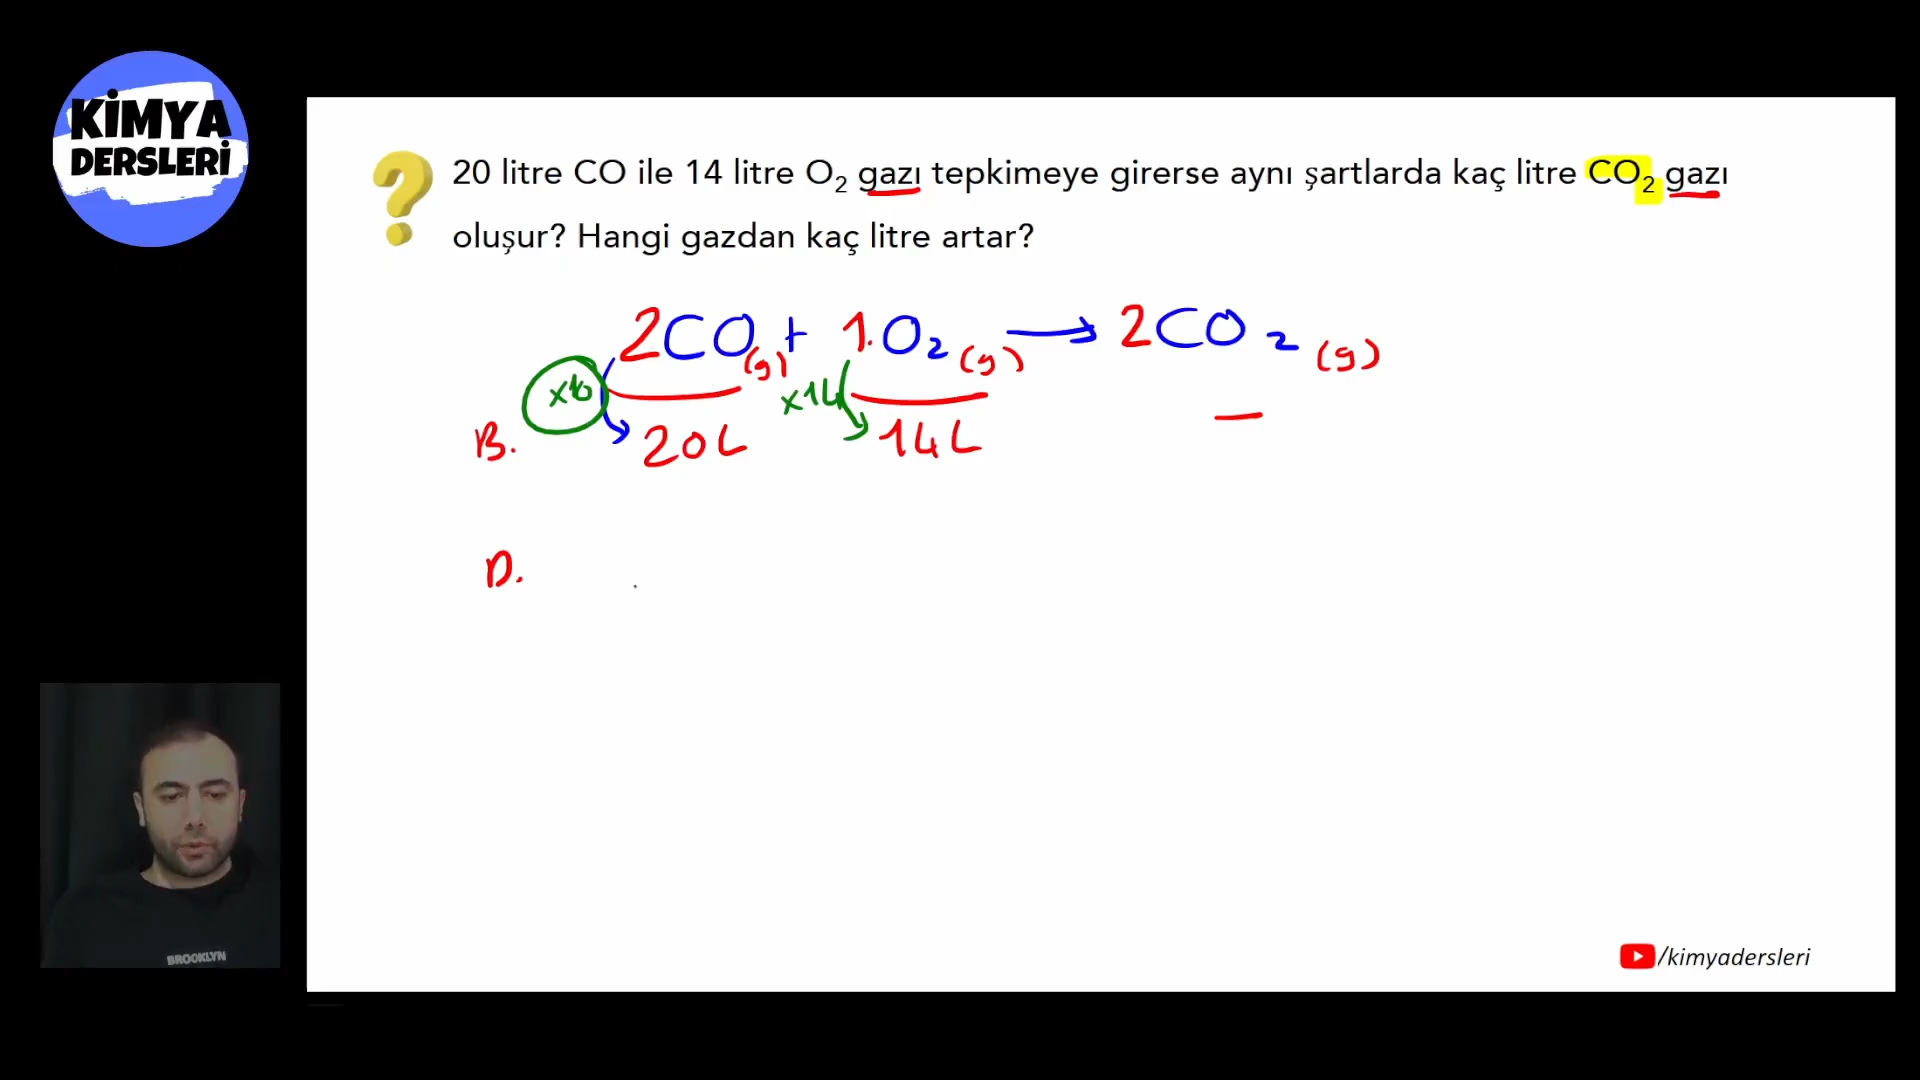 KİMYA
DERSLERİ
20 litre CO ile 14 litre O₂ gazı tepkimeye girerse aynı şartlarda kaç litre CO₂ gazı
oluşur? Hangi gazdan kaç litre artar?
2CO(g) + 1.O₂(g) → 2CO₂(g)
x10 x14
B. 20L 14L —
D.
BROOKLYN
/kimyadersleri